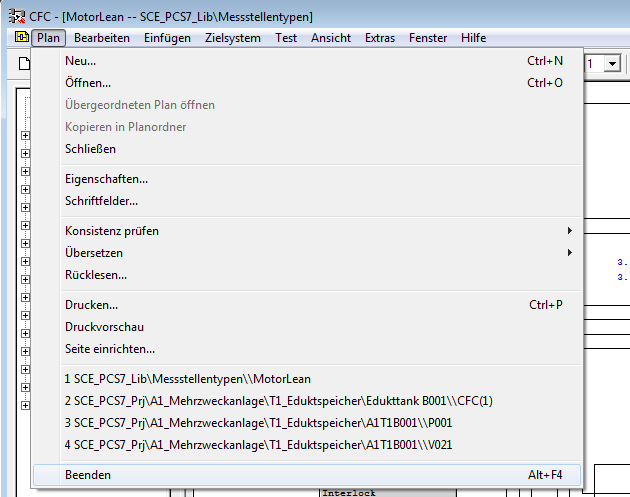 CFC - [MotorLean -- SCE_PCS7_Lib\Messstellentypen]
Plan Bearbeiten Einfügen Zielsystem Test Ansicht Extras Fenster Hilfe
1
Neu... Ctrl+N
Öffnen... Ctrl+O
Übergeordneten Plan öffnen
Kopieren in Planordner
Schließen
Eigenschaften...
Schriftfelder...
Konsistenz prüfen
Übersetzen
3.
Rücklesen...
3.
Drucken... Ctrl+P
Druckvorschau
Seite einrichten...
1 SCE_PCS7_Lib\Messstellentypen\\MotorLean
2 SCE_PCS7_Prj\A1_Mehrzweckanlage\T1_Eduktspeicher\Edukttank B001\\CFC(1)
3 SCE_PCS7_Prj\A1_Mehrzweckanlage\T1_Eduktspeicher\A1T1B001\\P001
4 SCE_PCS7_Prj\A1_Mehrzweckanlage\T1_Eduktspeicher\A1T1B001\\V021
Beenden Alt+F4
Interlock